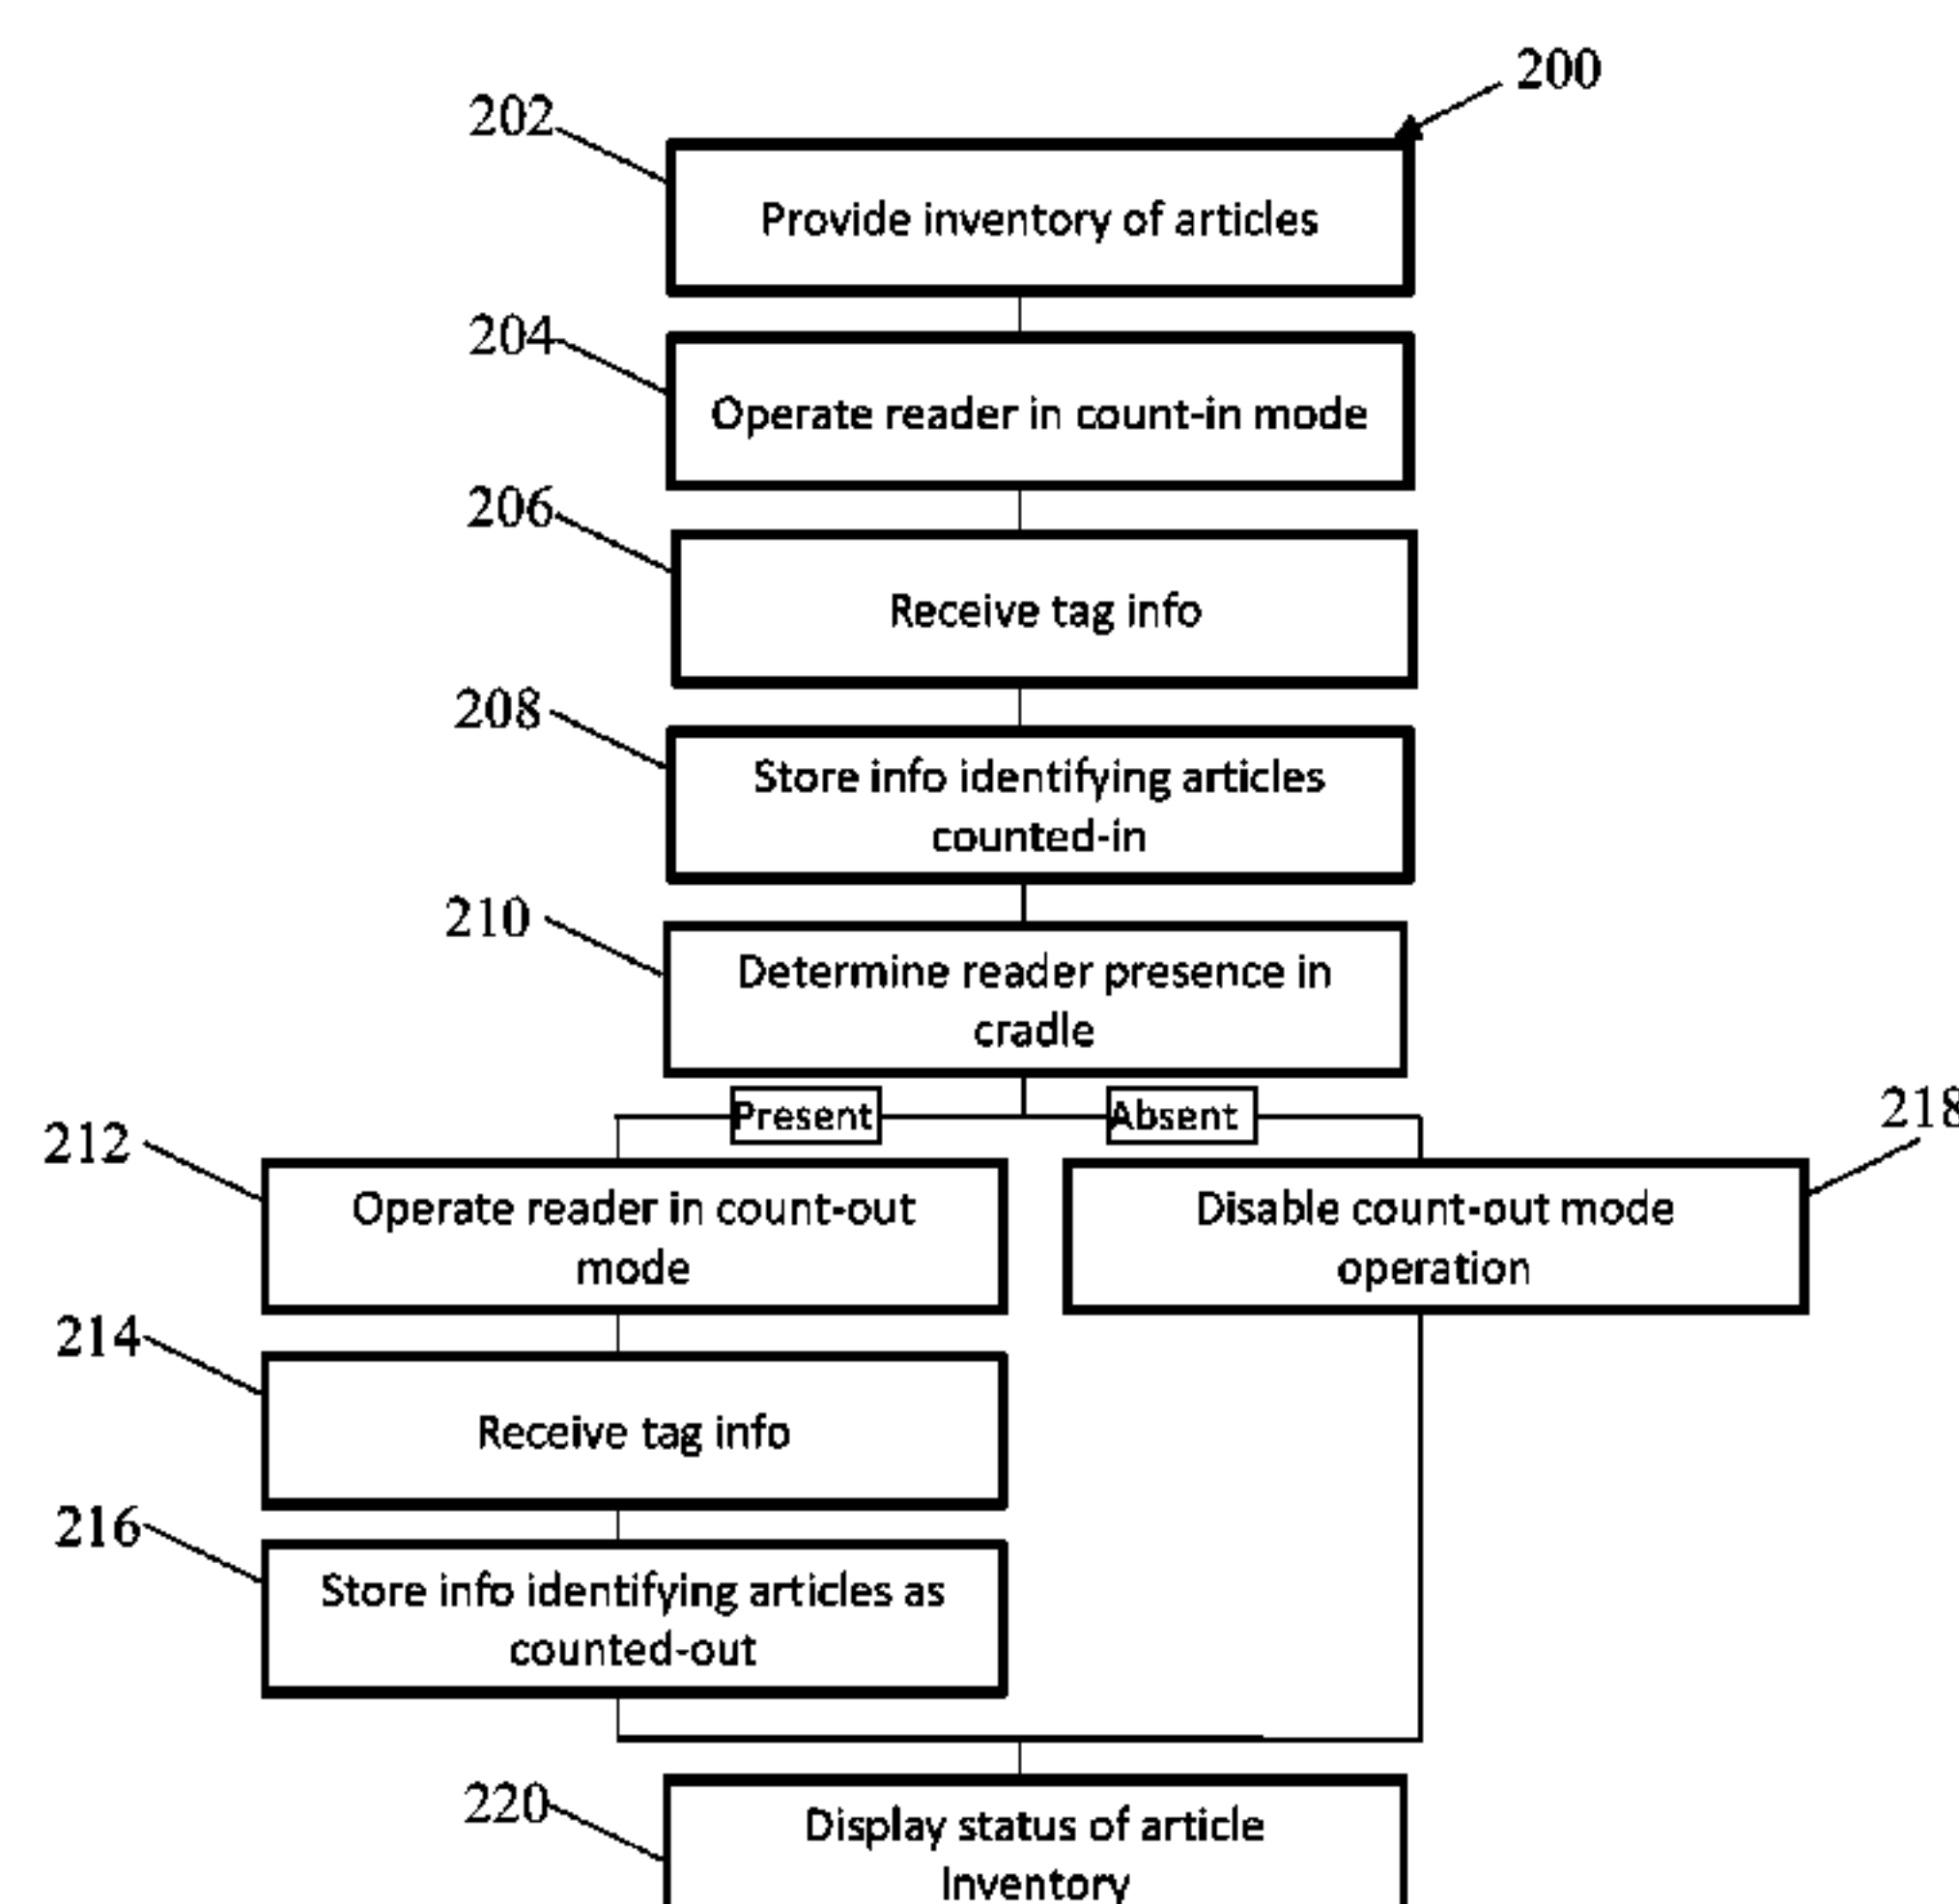 200
202
Provide inventory of articles
204
Operate reader in count-in mode
206
Receive tag info
208
Store info identifying articles
counted-in
210
Determine reader presence in
cradle
Present
Absent
218
212
Operate reader in count-out
mode
Disable count-out mode
operation
214
Receive tag info
216
Store info identifying articles as
counted-out
220
Display status of article
Inventory